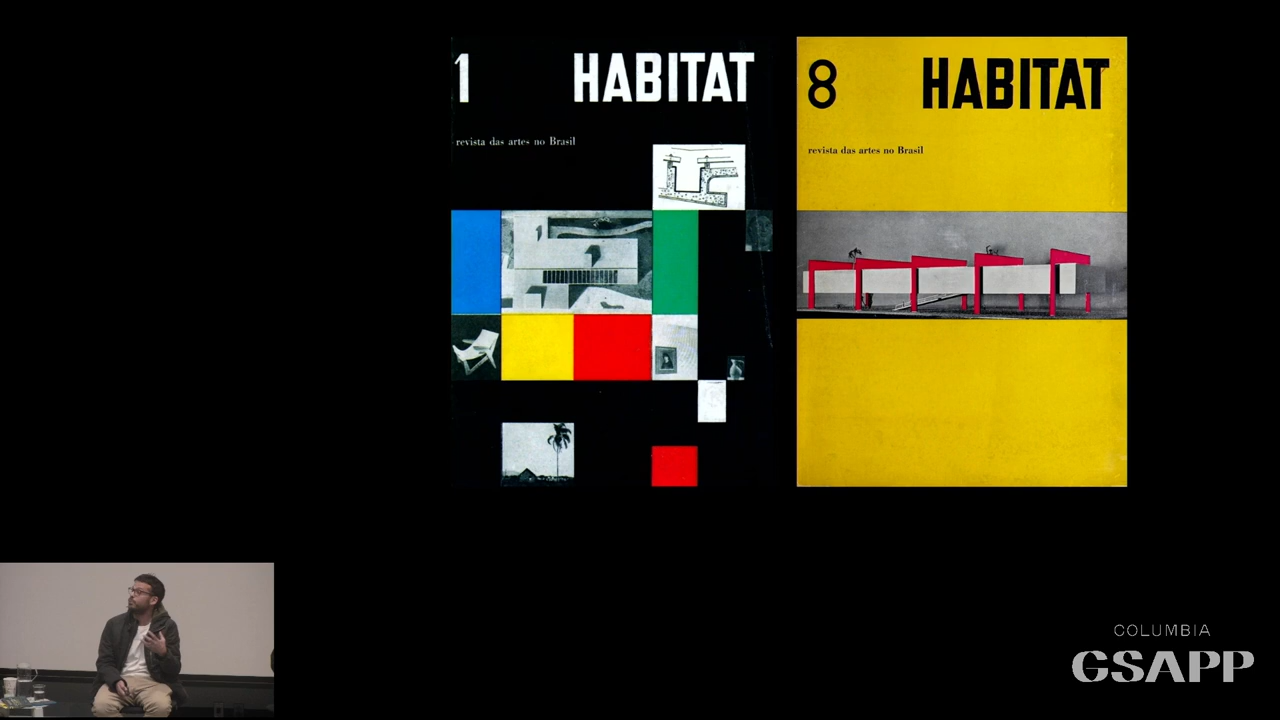 1
HABITAT
revista das artes no Brasil
8
HABITAT
revista das artes no Brasil
COLUMBIA
GSAPP